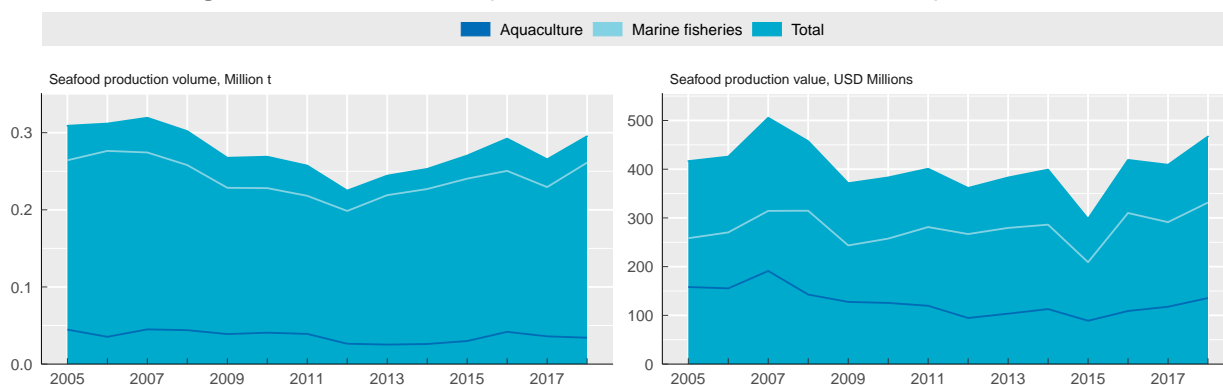 Aquaculture Marine fisheries Total
Seafood production volume, Million t
0.3
0.2
0.1
0.0
2005 2007 2009 2011 2013 2015 2017
Seafood production value, USD Millions
500
400
300
200
100
0
2005 2007 2009 2011 2013 2015 2017